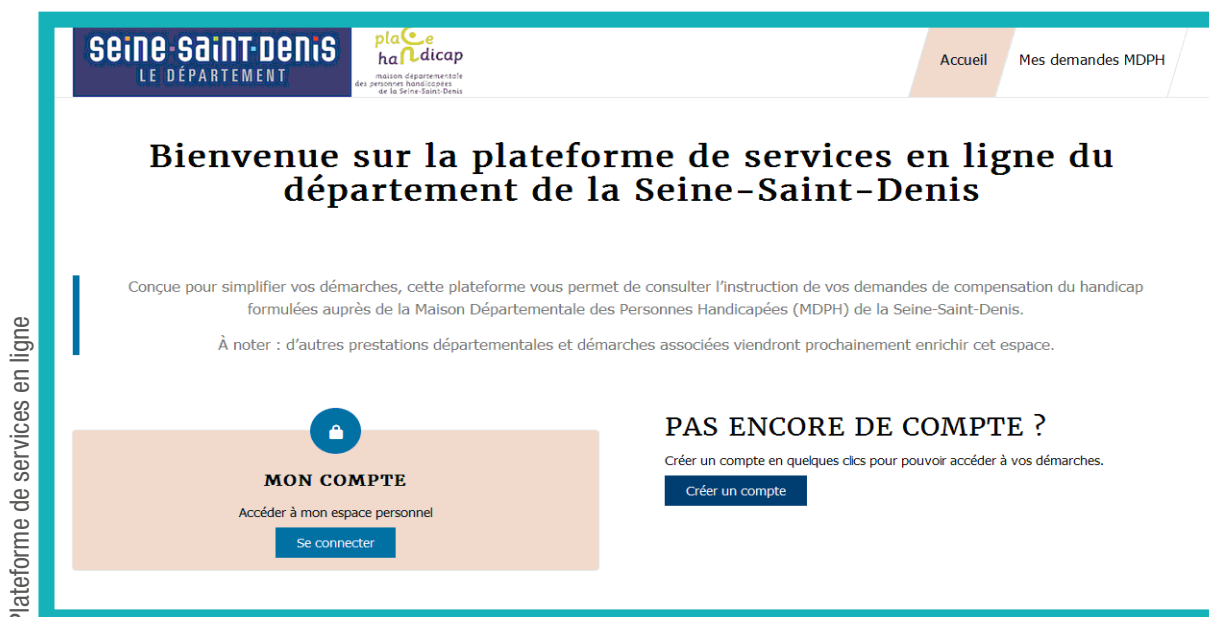 seine-saint-denis
LE DÉPARTEMENT
place
handicap
maison départementale
des personnes handicapées
de la Seine-Saint-Denis
Accueil
Mes demandes MDPH
Bienvenue sur la plateforme de services en ligne du
département de la Seine-Saint-Denis
Conçue pour simplifier vos démarches, cette plateforme vous permet de consulter l'instruction de vos demandes de compensation du handicap
formulées auprès de la Maison Départementale des Personnes Handicapées (MDPH) de la Seine-Saint-Denis.
À noter : d'autres prestations départementales et démarches associées viendront prochainement enrichir cet espace.
MON COMPTE
Accéder à mon espace personnel
Se connecter
PAS ENCORE DE COMPTE ?
Créer un compte en quelques clics pour pouvoir accéder à vos démarches.
Créer un compte
Plateforme de services en ligne